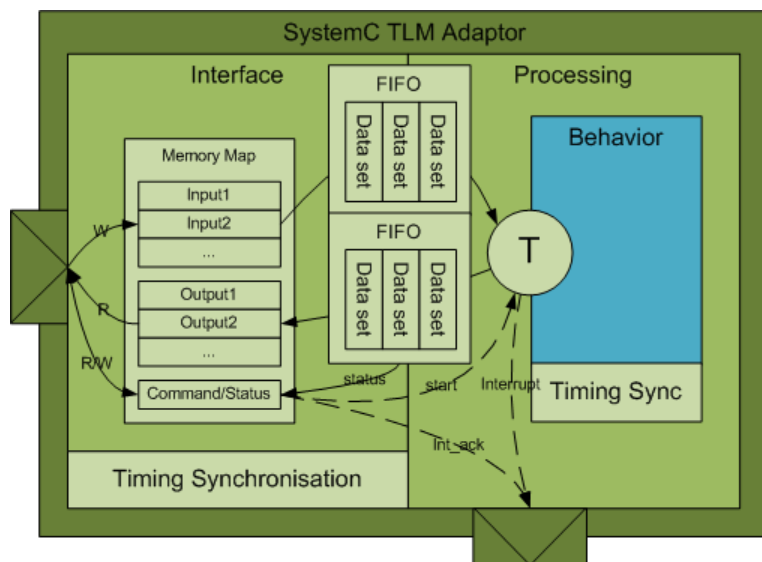 SystemC TLM Adaptor
Interface
Processing
FIFO
Data set
Data set
Data set
Behavior
Memory Map
Input1
Input2
...
W
T
FIFO
Data set
Data set
Data set
Output1
Output2
...
R
R/W
Command/Status
status
start
Interrupt
Timing Sync
Int_ack
Timing Synchronisation